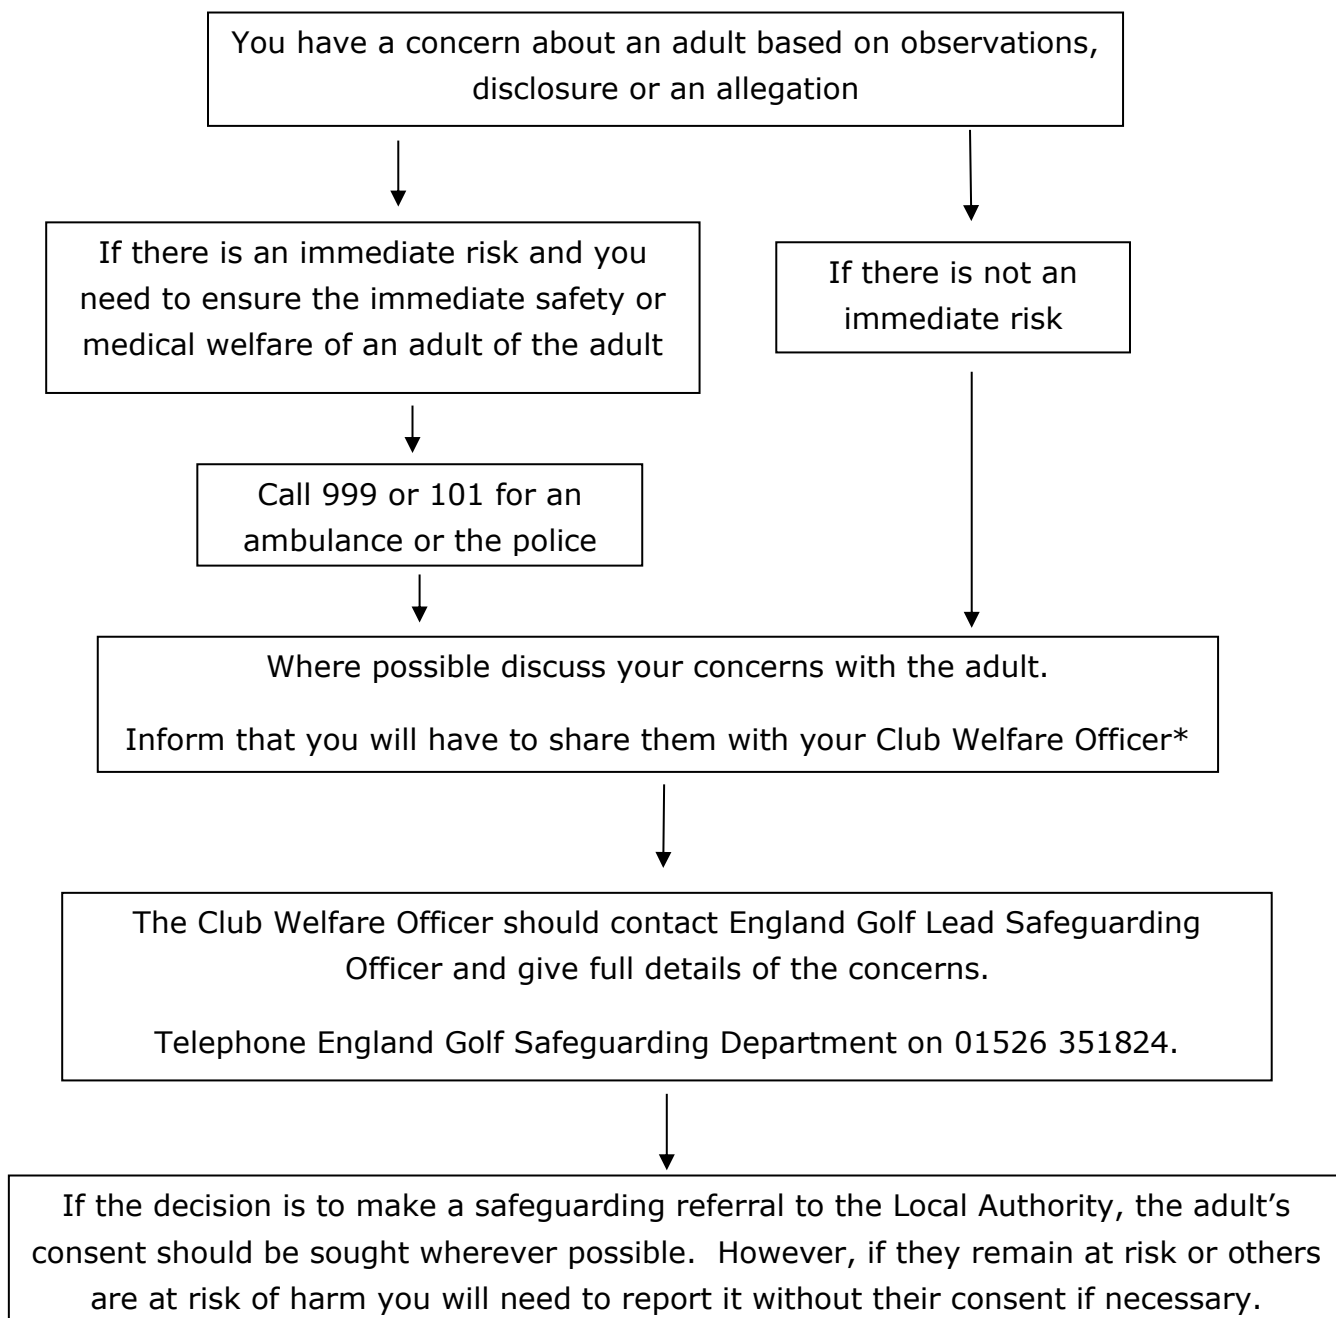 You have a concern about an adult based on observations,
disclosure or an allegation
If there is an immediate risk and you
need to ensure the immediate safety or
medical welfare of an adult of the adult
If there is not an
immediate risk
Call 999 or 101 for an
ambulance or the police
Where possible discuss your concerns with the adult.
Inform that you will have to share them with your Club Welfare Officer*
The Club Welfare Officer should contact England Golf Lead Safeguarding
Officer and give full details of the concerns.
Telephone England Golf Safeguarding Department on 01526 351824.
If the decision is to make a safeguarding referral to the Local Authority, the adult’s
consent should be sought wherever possible.  However, if they remain at risk or others
are at risk of harm you will need to report it without their consent if necessary.